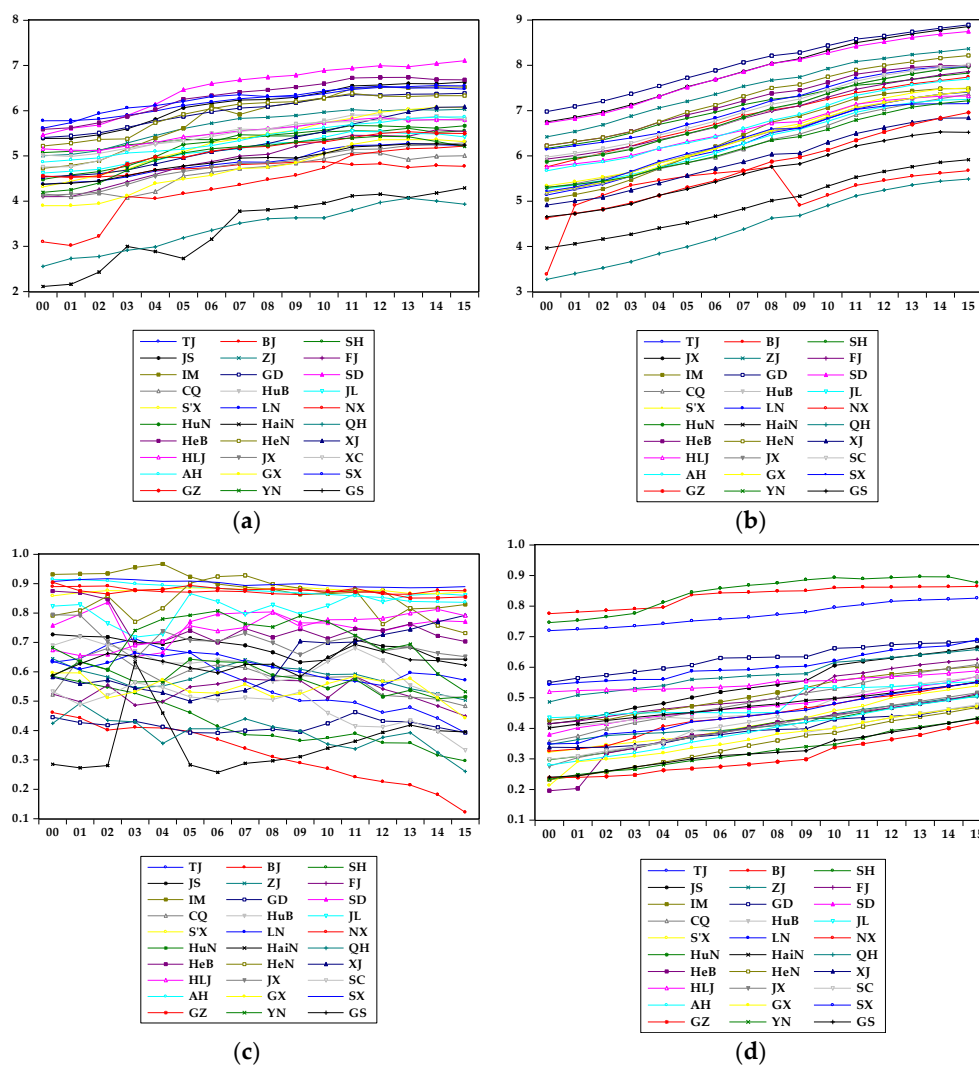 8
7
6
5
4
3
2
00 01 02 03 04 05 06 07 08 09 10 11 12 13 14 15
TJ BJ SH
JS ZJ FJ
IM GD SD
CQ HuB JL
S'X LN NX
HuN HaiN QH
HeB HeN XJ
HLJ JX XC
AH GX SX
GZ YN GS
(a)
9
8
7
6
5
4
3
00 01 02 03 04 05 06 07 08 09 10 11 12 13 14 15
TJ BJ SH
JX ZJ FJ
IM GD SD
CQ HuB JL
S'X LN NX
HuN HaiN QH
HeB HeN XJ
HLJ JX SC
AH GX SX
GZ YN GS
(b)
1.0
0.9
0.8
0.7
0.6
0.5
0.4
0.3
0.2
0.1
00 01 02 03 04 05 06 07 08 09 10 11 12 13 14 15
TJ BJ SH
JS ZJ FJ
IM GD SD
CQ HuB JL
S'X LN NX
HuN HaiN QH
HeB HeN XJ
HLJ JX SC
AH GX SX
GZ YN GS
(c)
1.0
0.9
0.8
0.7
0.6
0.5
0.4
0.3
0.2
0.1
00 01 02 03 04 05 06 07 08 09 10 11 12 13 14 15
TJ BJ SH
JS ZJ FJ
IM GD SD
CQ HuB JL
S'X LN NX
HuN HaiN QH
HeB HeN XJ
HLJ JX SC
AH GX SX
GZ YN GS
(d)